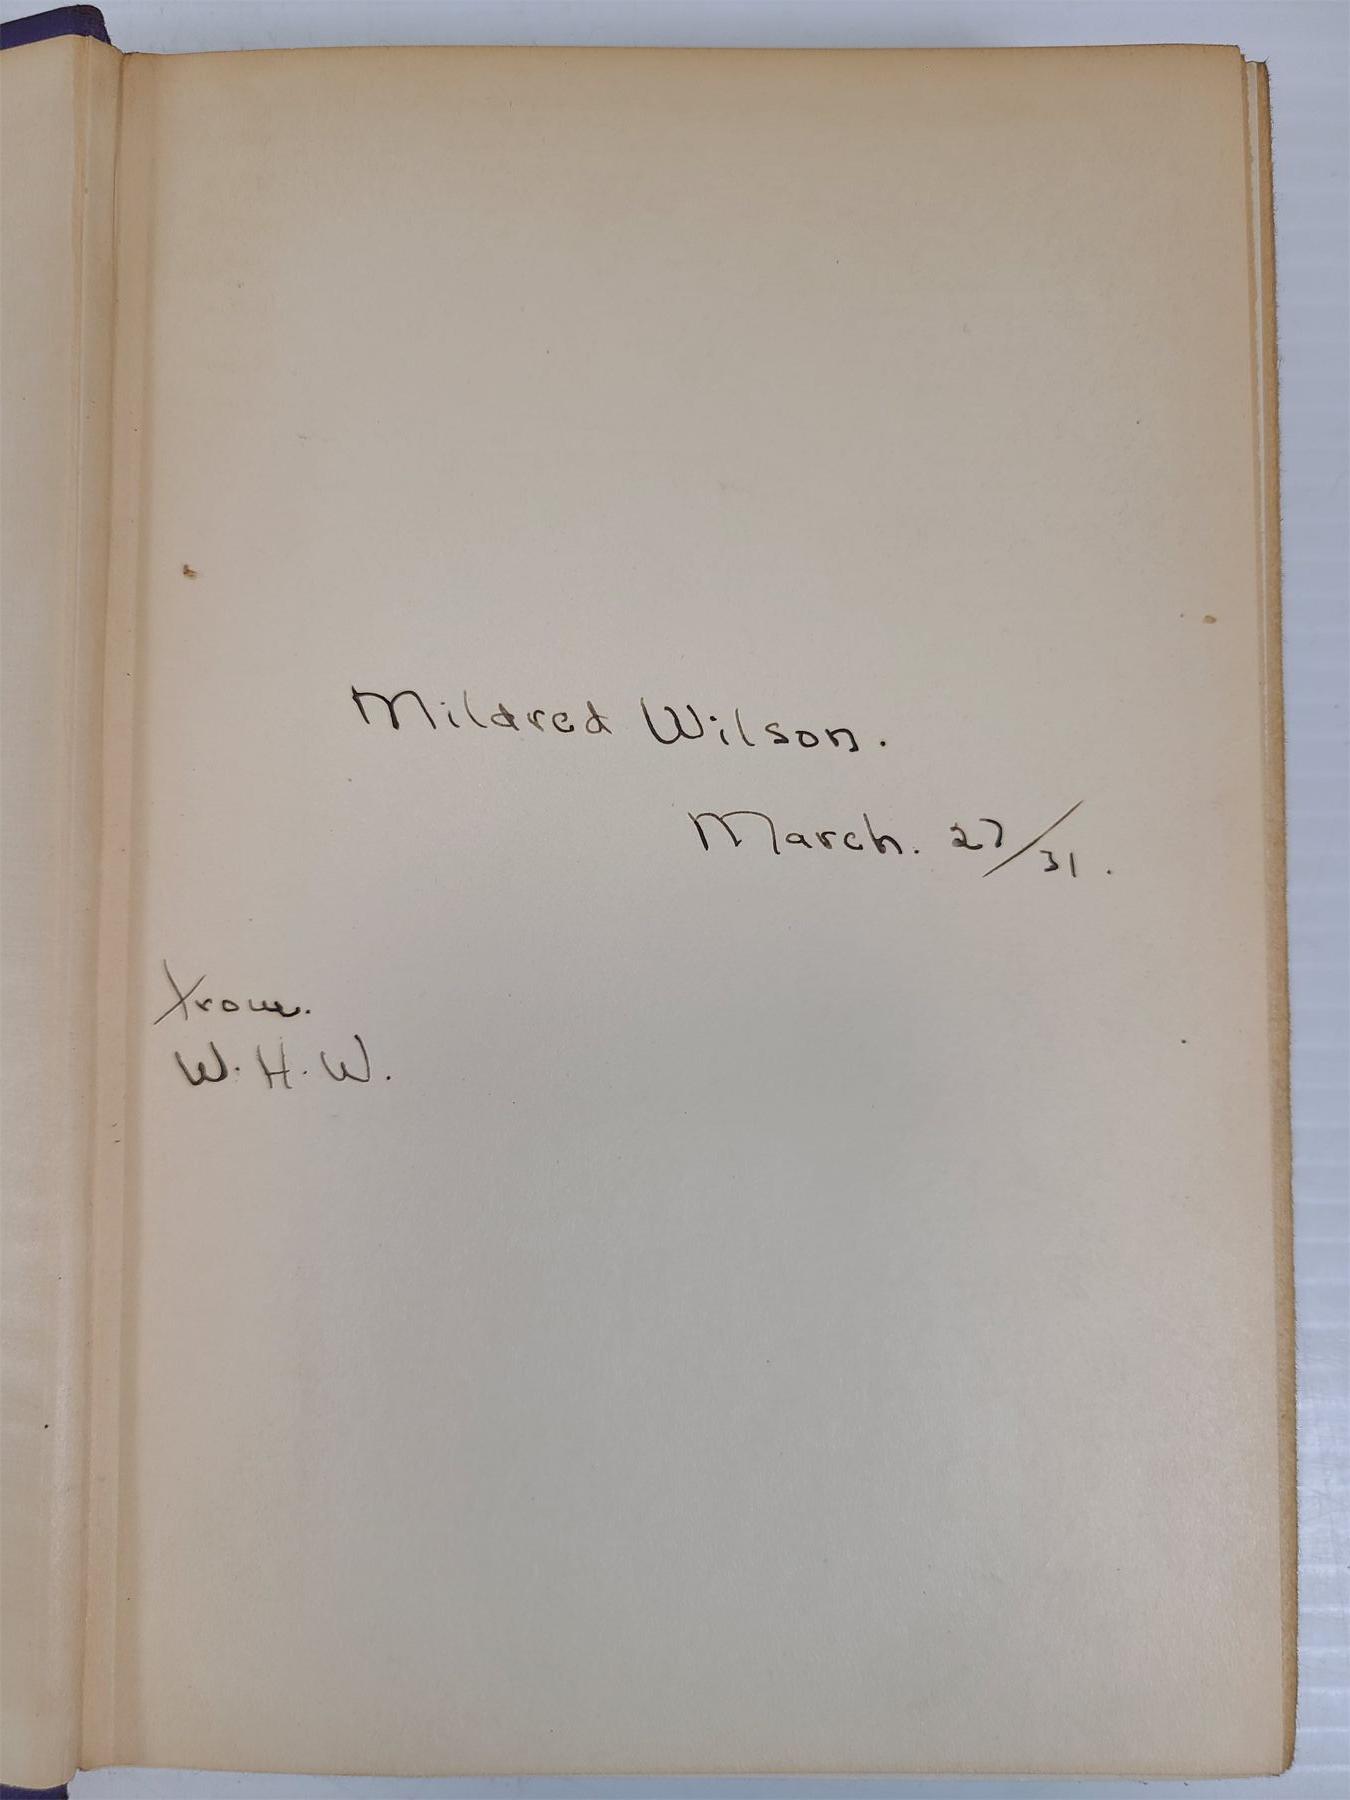 Mildred Wilson.
March. 27/31.
From.
W. H. W.